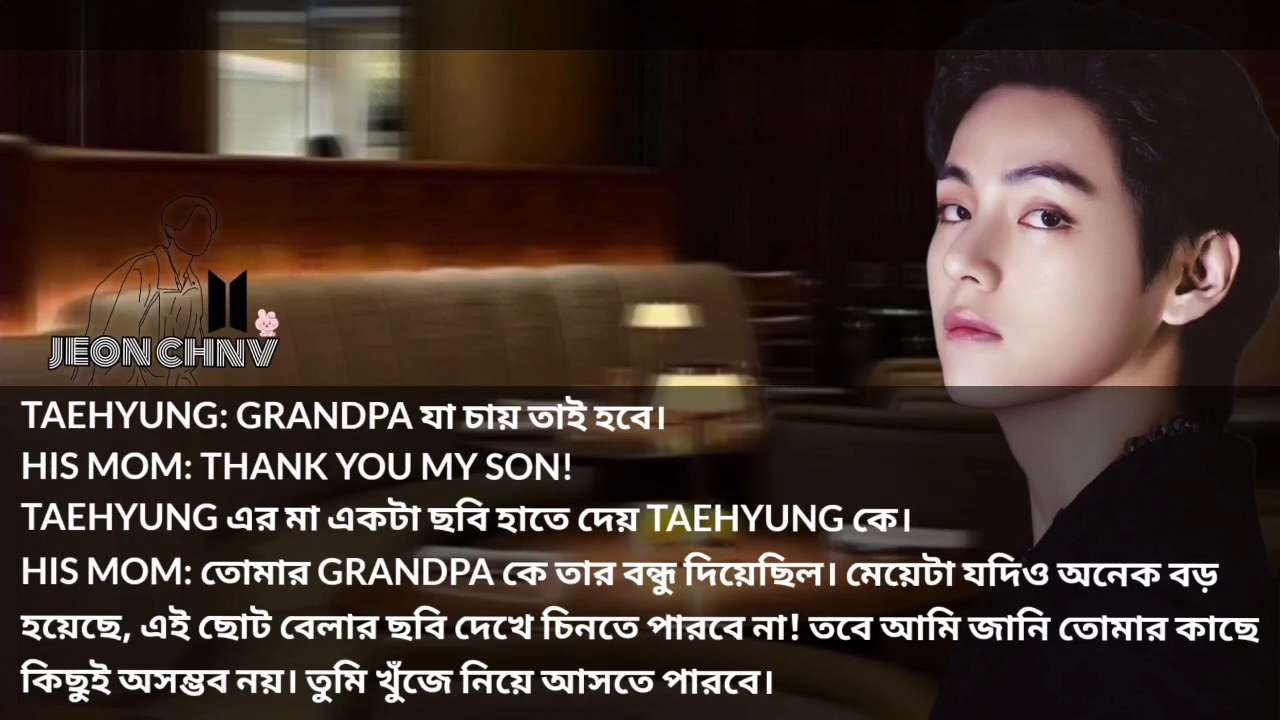 JEON CHNV
TAEHYUNG: GRANDPA যা চায় তাই হবে।
HIS MOM: THANK YOU MY SON!
TAEHYUNG এর মা একটা ছবি হাতে দেয় TAEHYUNG কে।
HIS MOM: তোমার GRANDPA কে তার বন্ধু দিয়েছিল। মেয়েটা যদিও অনেক বড়
হয়েছে, এই ছোট বেলার ছবি দেখে চিনতে পারবে না! তবে আমি জানি তোমার কাছে
কিছুই অসম্ভব নয়। তুমি খুঁজে নিয়ে আসতে পারবে।